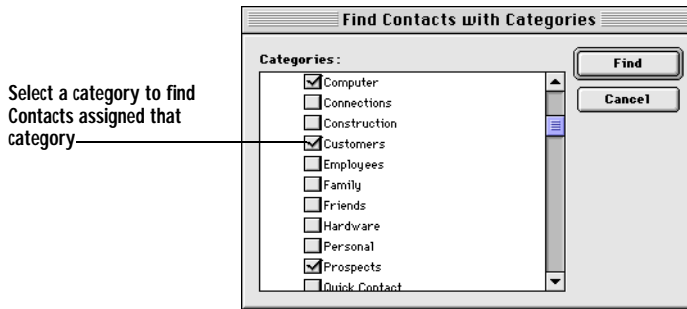 Find Contacts with Categories
Categories:
Find
Cancel
Select a category to find
Contacts assigned that
category
Computer
Connections
Construction
Customers
Employees
Family
Friends
Hardware
Personal
Prospects
Quick Contact